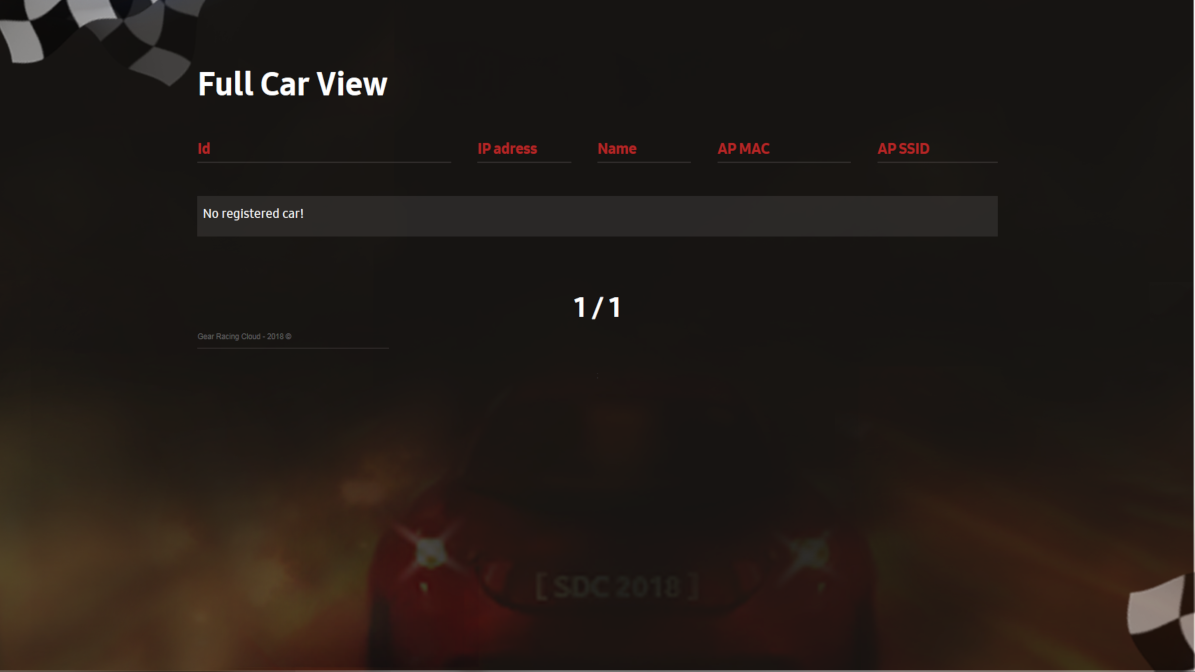 Full Car View
Id IP adress Name AP MAC AP SSID
No registered car!
1 / 1
Gear Racing Cloud - 2018 ©
[ SDC 2018 ]